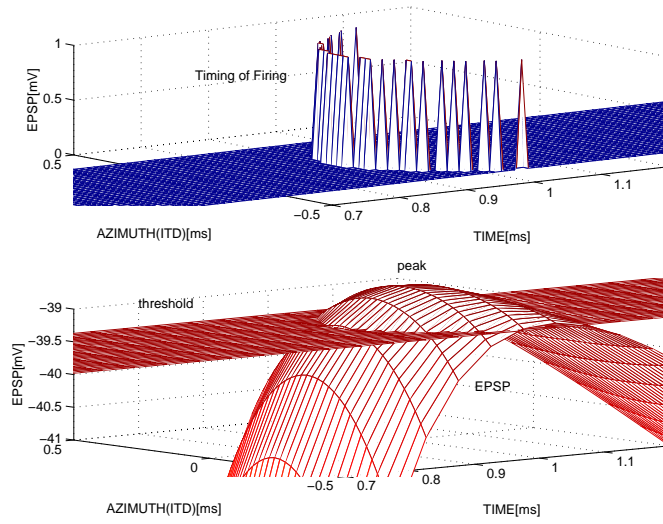 1
Timing of Firing
EPSP[mV]
0.5
0
0.5
1.1
1
0.9
0.8
−0.5
0.7
AZIMUTH(ITD)[ms]
TIME[ms]
peak
−39
threshold
−39.5
EPSP[mV]
−40
EPSP
−40.5
−41
0.5
1.1
0
1
0.9
−0.5
0.7
0.8
AZIMUTH(ITD)[ms]
TIME[ms]